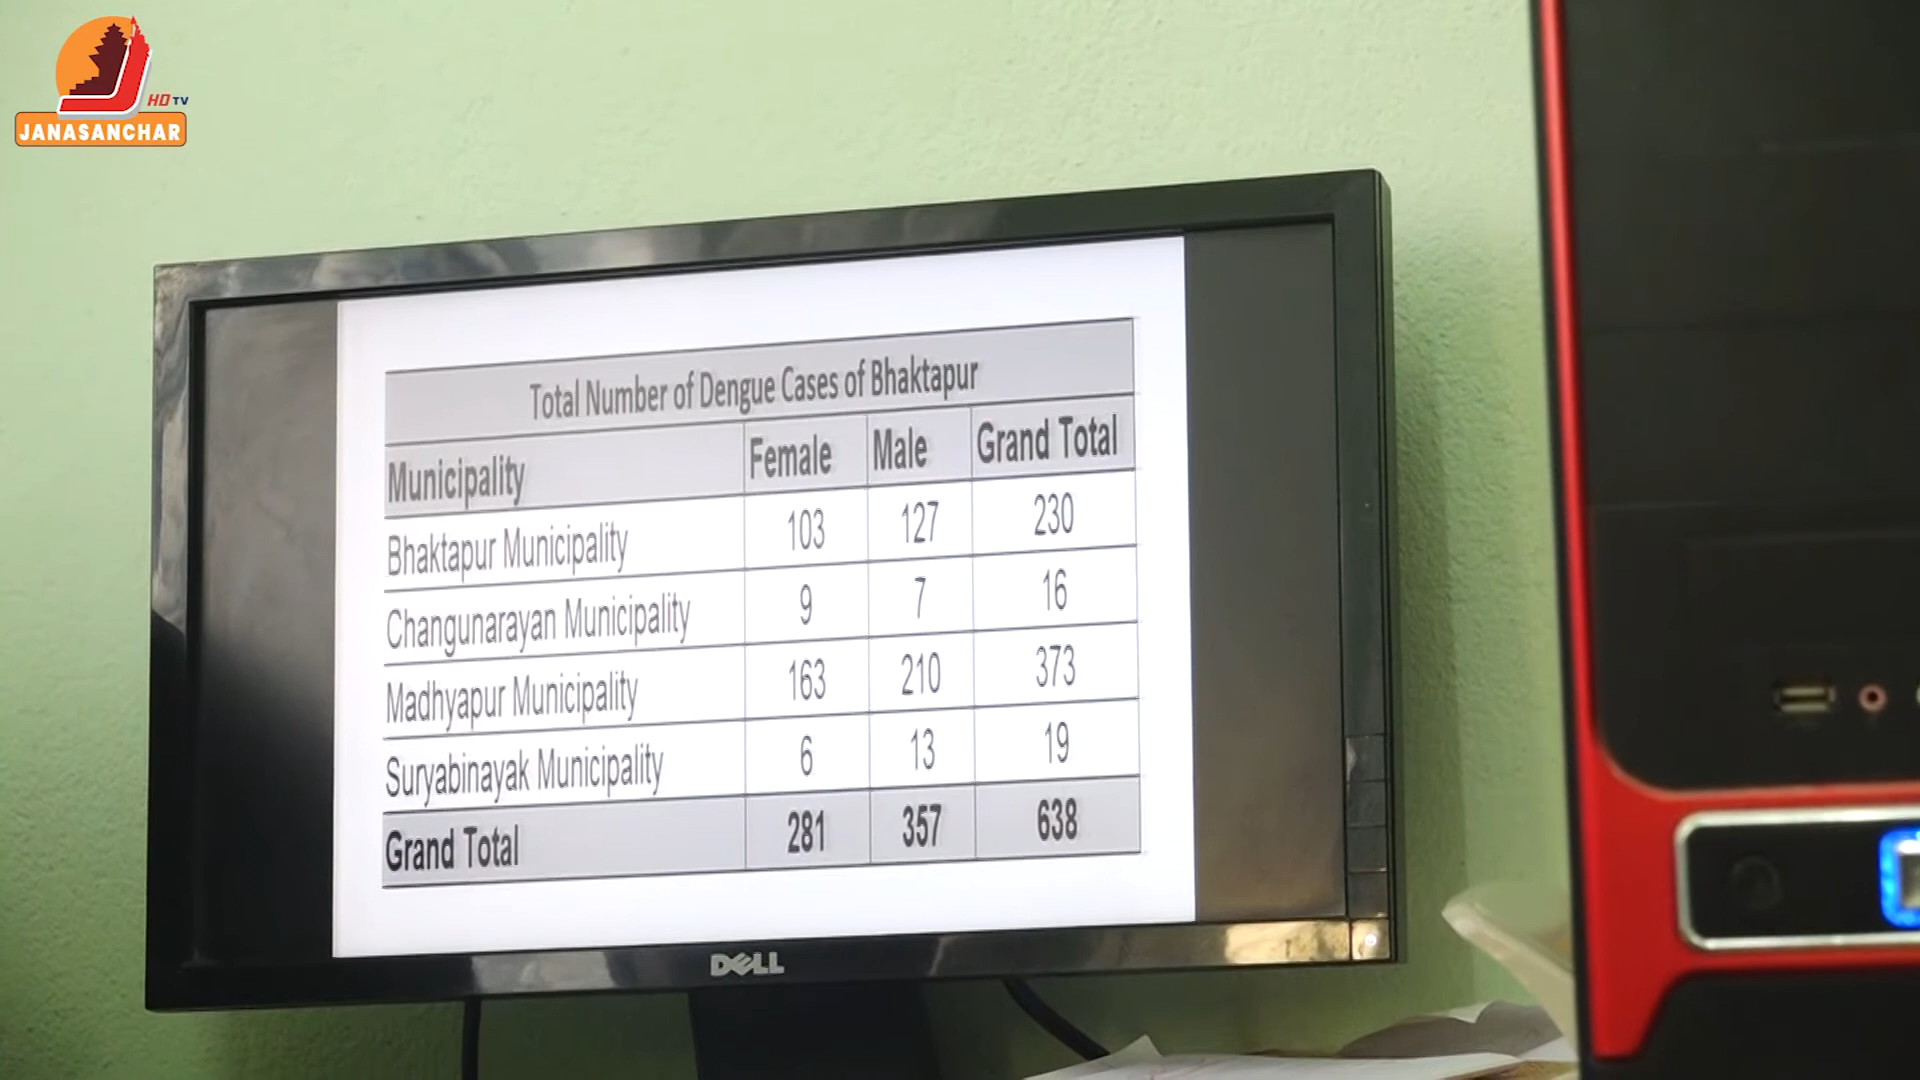 HD TV
JANASANCHAR
Total Number of Dengue Cases of Bhaktapur
Municipality Female Male Grand Total
Bhaktapur Municipality 103 127 230
Changunarayan Municipality 9 7 16
Madhyapur Municipality 163 210 373
Suryabinayak Municipality 6 13 19
Grand Total 281 357 638
DELL